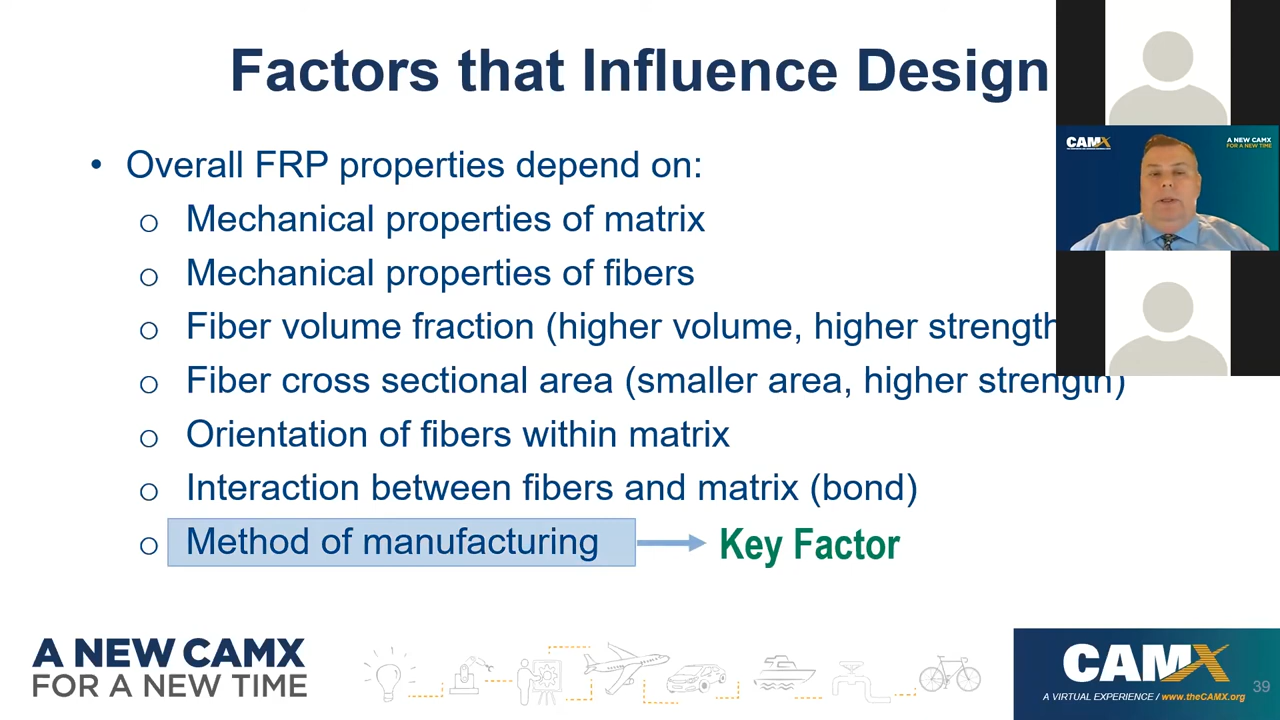 Factors that Influence Design
• Overall FRP properties depend on:
o Mechanical properties of matrix
o Mechanical properties of fibers
o Fiber volume fraction (higher volume, higher strength
o Fiber cross sectional area (smaller area, higher strength)
o Orientation of fibers within matrix
o Interaction between fibers and matrix (bond)
o Method of manufacturing
Key Factor
CAMX
A NEW CAMX
FOR A NEW TIME
A NEW CAMX
FOR A NEW TIME
CAMX
A VIRTUAL EXPERIENCE / www.theCAMX.org
39